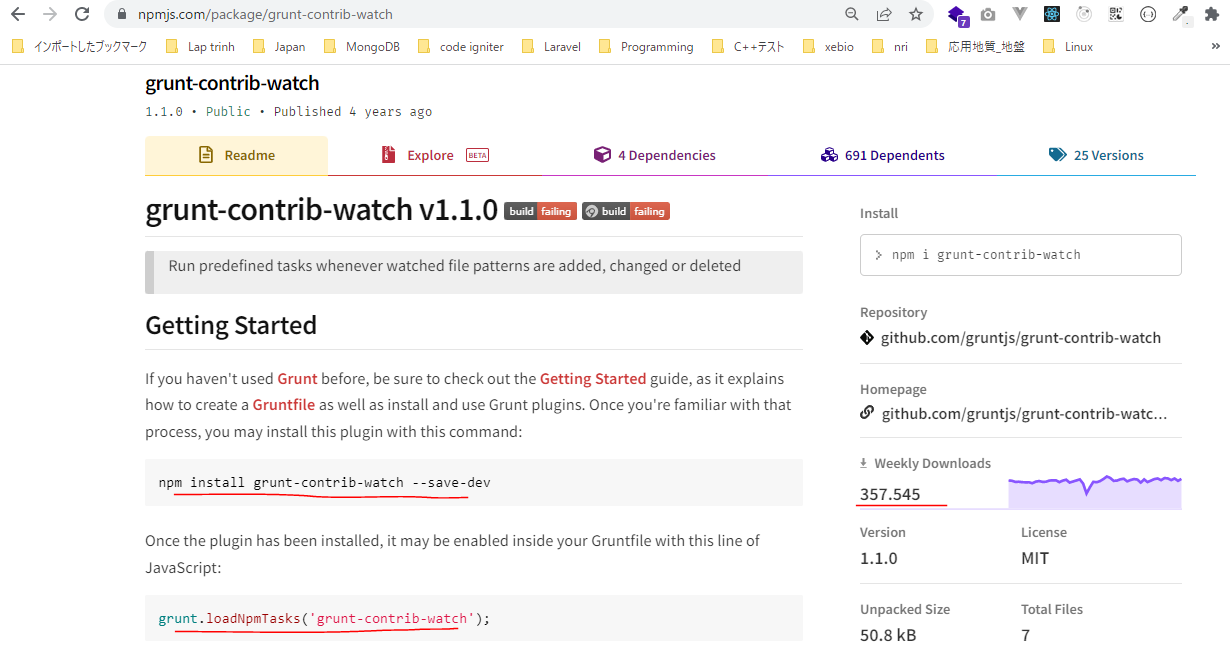 npmjs.com/package/grunt-contrib-watch
7
インポートしたブックマーク Lap trinh Japan MongoDB code igniter Laravel Programming C++テスト xebio nri 応用地質_地盤 Linux »
grunt-contrib-watch
1.1.0 • Public • Published 4 years ago
Readme Explore BETA 4 Dependencies 691 Dependents 25 Versions
grunt-contrib-watch v1.1.0 build failing build failing
Run predefined tasks whenever watched file patterns are added, changed or deleted
Getting Started
If you haven't used Grunt before, be sure to check out the Getting Started guide, as it explains
how to create a Gruntfile as well as install and use Grunt plugins. Once you're familiar with that
process, you may install this plugin with this command:
npm install grunt-contrib-watch --save-dev
Once the plugin has been installed, it may be enabled inside your Gruntfile with this line of
JavaScript:
grunt.loadNpmTasks('grunt-contrib-watch');
Install
> npm i grunt-contrib-watch
Repository
github.com/gruntjs/grunt-contrib-watch
Homepage
github.com/gruntjs/grunt-contrib-watc...
Weekly Downloads
357.545
Version License
1.1.0 MIT
Unpacked Size Total Files
50.8 kB 7